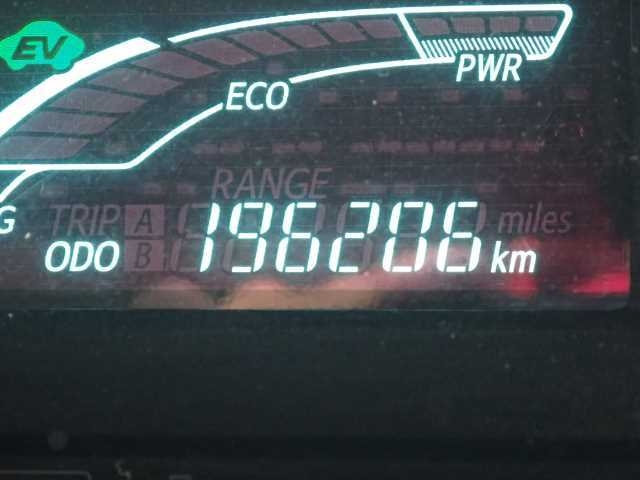 EV
PWR
ECO
RANGE
G
TRIP A miles
B
ODO 196206 km